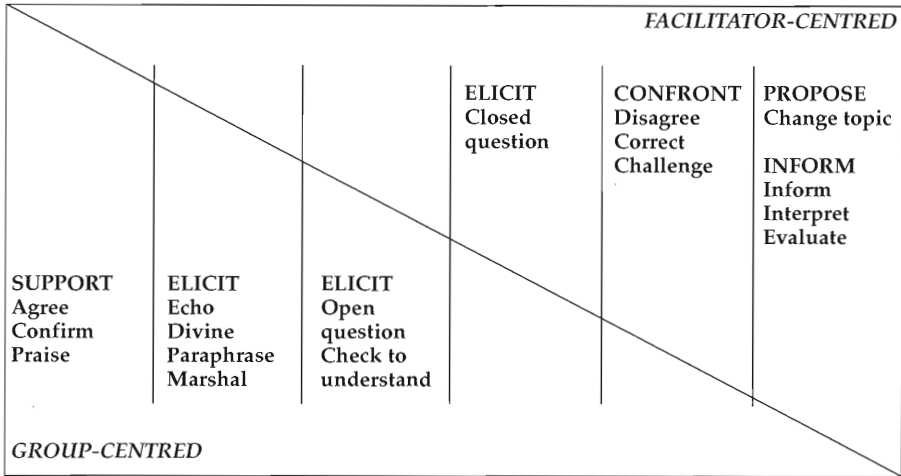 FACILITATOR-CENTRED
SUPPORT
Agree
Confirm
Praise
ELICIT
Echo
Divine
Paraphrase
Marshal
ELICIT
Open
question
Check to
understand
ELICIT
Closed
question
CONFRONT
Disagree
Correct
Challenge
PROPOSE
Change topic
INFORM
Inform
Interpret
Evaluate
GROUP-CENTRED